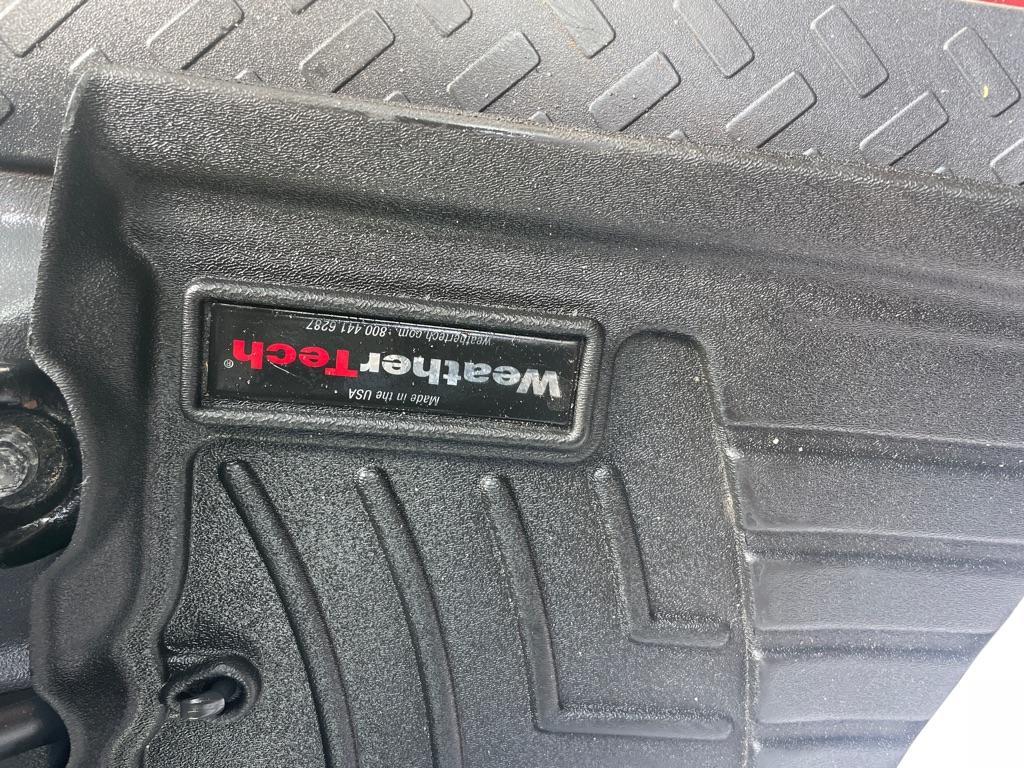 Made in the USA
WeatherTech®
weathertech.com · 800 441 6287